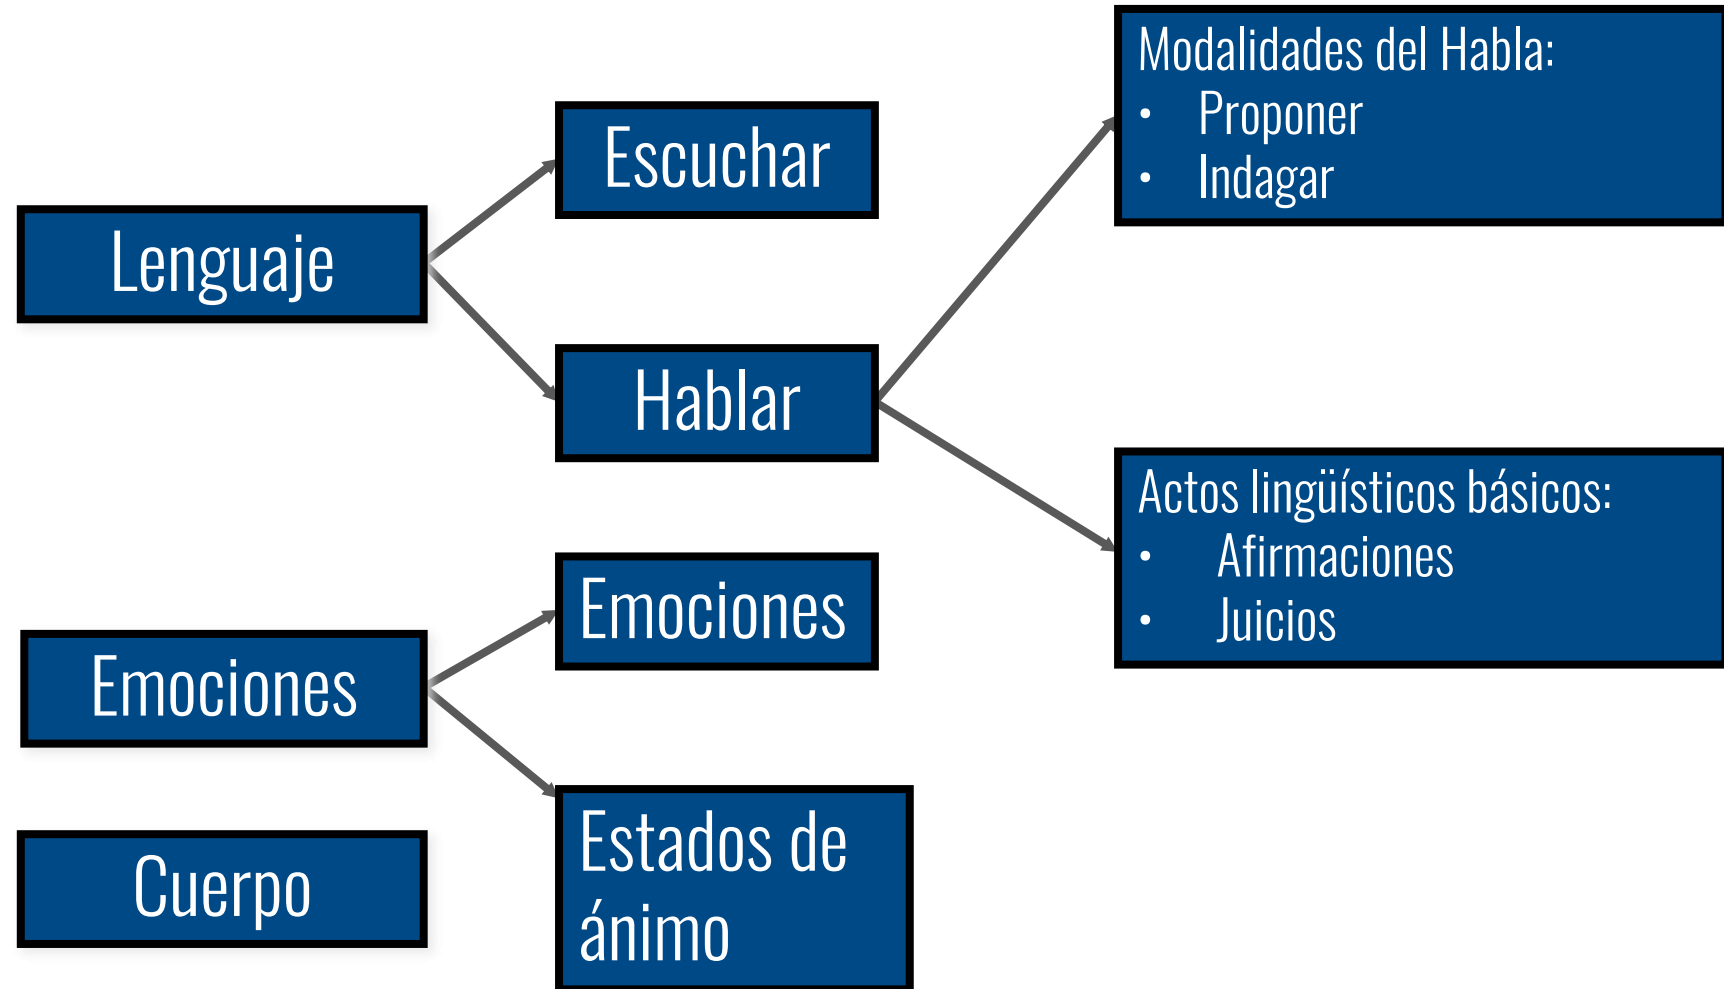 Lenguaje
Escuchar
Hablar
Modalidades del Habla:
• Proponer
• Indagar
Actos lingüísticos básicos:
• Afirmaciones
• Juicios
Emociones
Emociones
Estados de
ánimo
Cuerpo